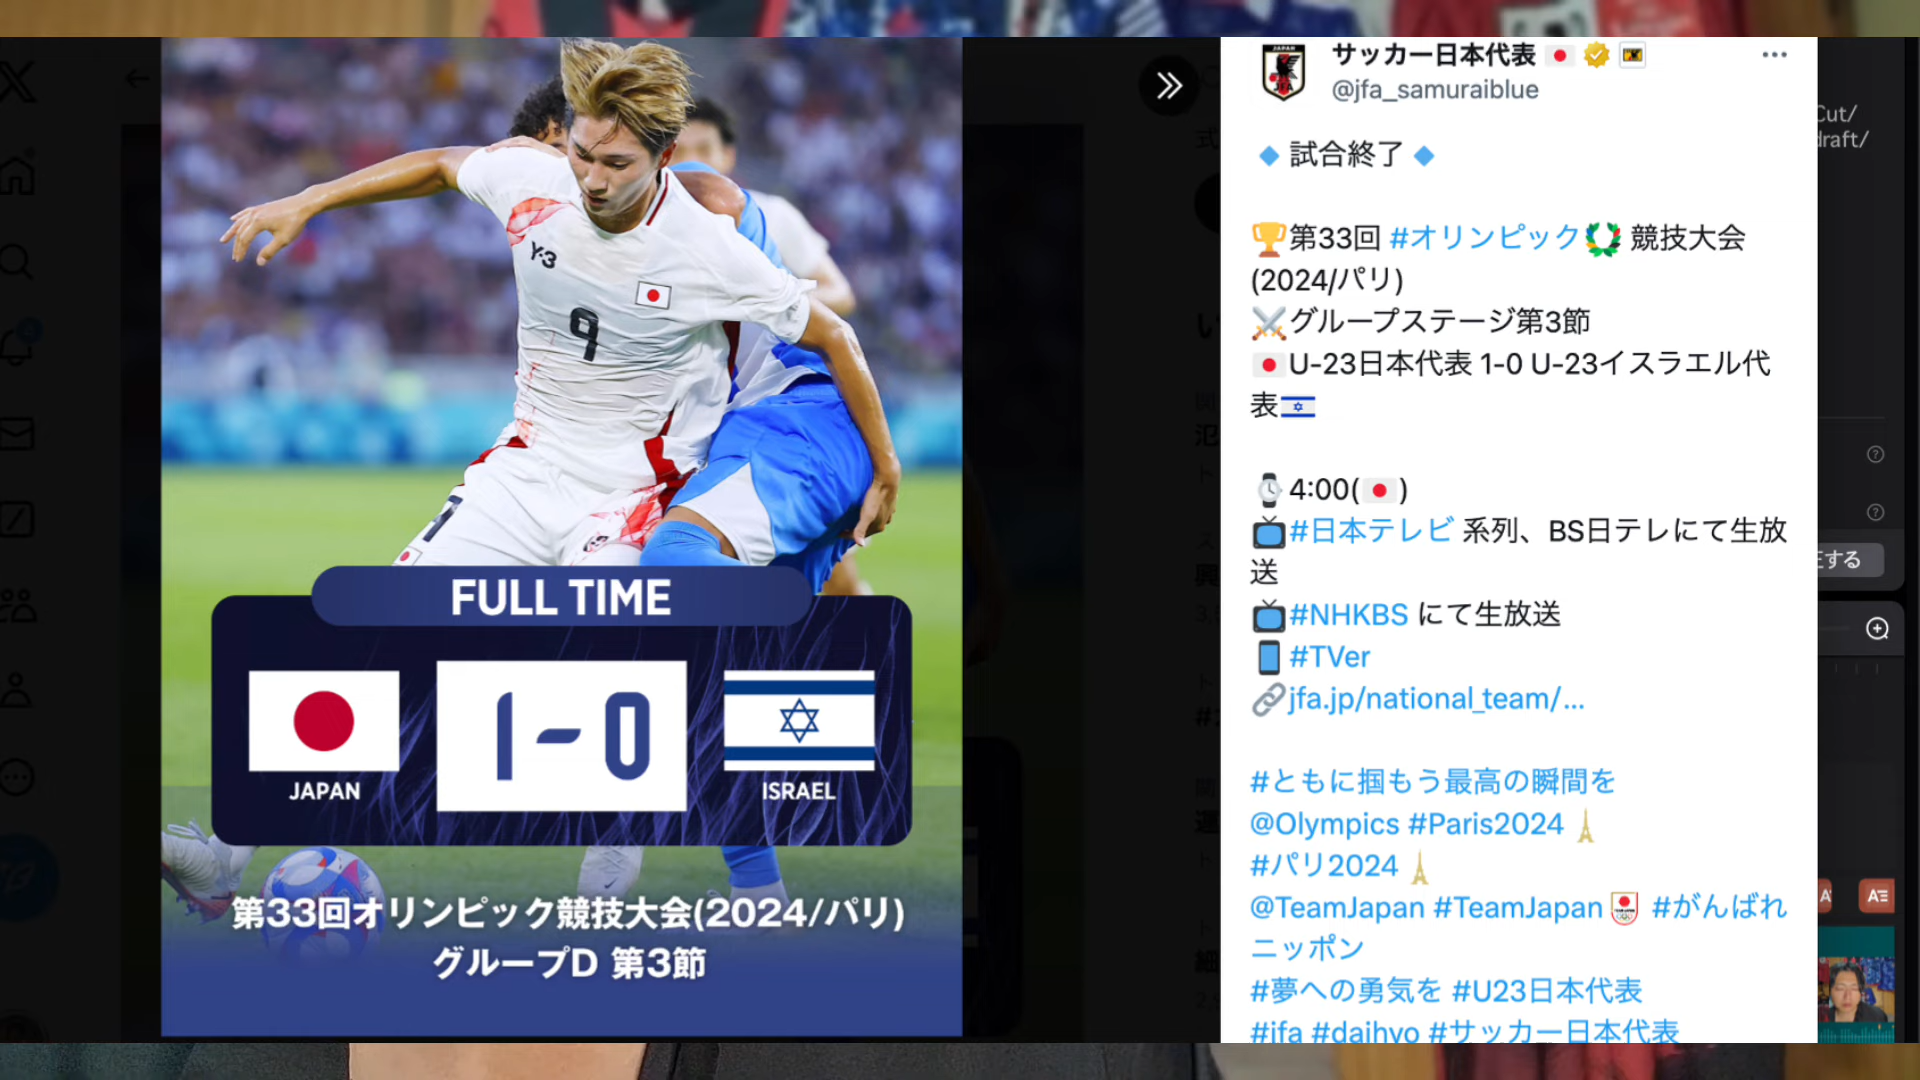 サッカー日本代表
@jfa_samuraiblue
試合終了
第33回 #オリンピック 競技大会
(2024/パリ)
グループステージ第3節
U-23日本代表 1-0 U-23イスラエル代
表
4:00( )
#日本テレビ 系列、BS日テレにて生放
送
#NHKBS にて生放送
#TVer
jfa.jp/national_team/...
#ともに掴もう最高の瞬間を
@Olympics #Paris2024
#パリ2024
@TeamJapan #TeamJapan #がんばれ
ニッポン
#夢への勇気を #U23日本代表
#jfa #daihyo #サッカー日本代表
Y-3
9
FULL TIME
1-0
JAPAN
ISRAEL
第33回オリンピック競技大会(2024/パリ)
グループD 第3節
Cut/
draft/
する